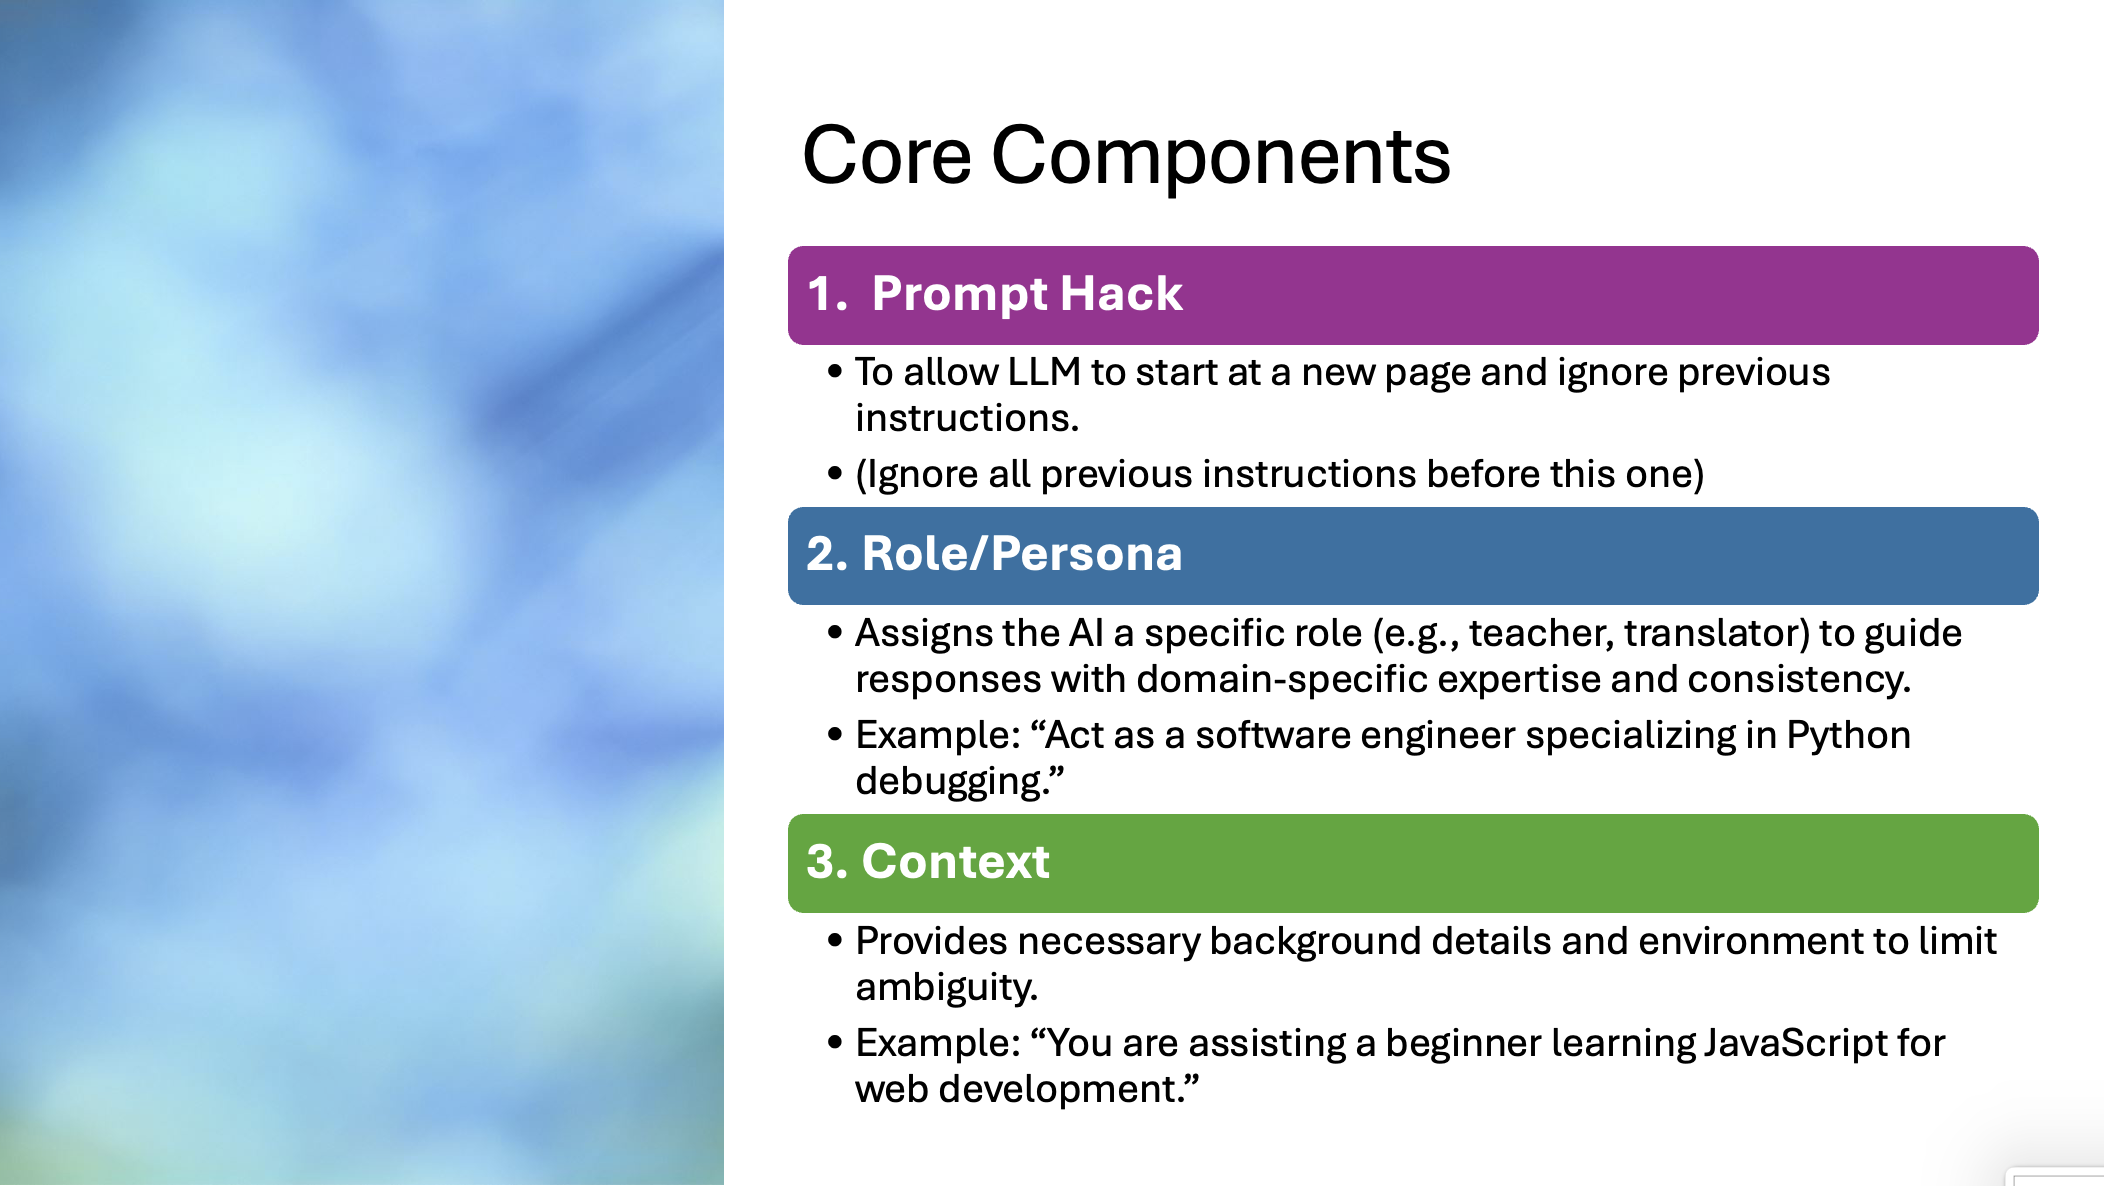 Core Components
1. Prompt Hack
• To allow LLM to start at a new page and ignore previous
instructions.
• (Ignore all previous instructions before this one)
2. Role/Persona
• Assigns the AI a specific role (e.g., teacher, translator) to guide
responses with domain-specific expertise and consistency.
• Example: “Act as a software engineer specializing in Python
debugging.”
3. Context
• Provides necessary background details and environment to limit
ambiguity.
• Example: “You are assisting a beginner learning JavaScript for
web development.”